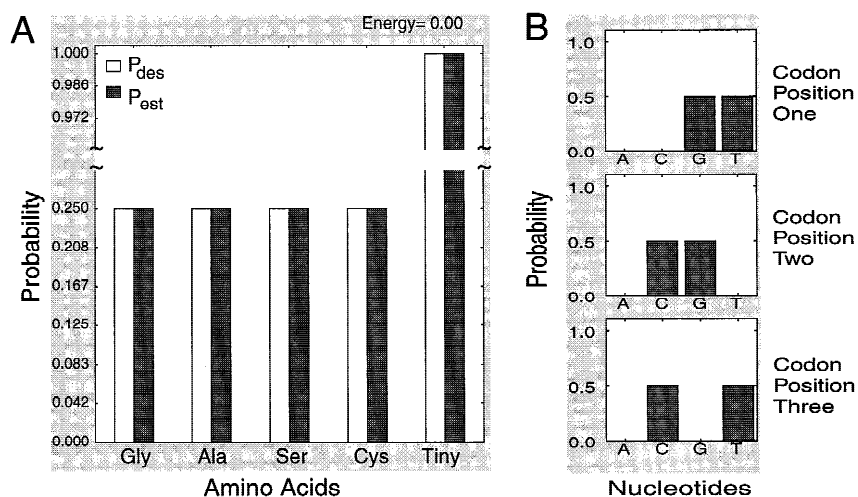 A
Energy= 0.00
1.000
0.986
0.972
Pdes
Pest
~ ~
~ ~
0.250
0.208
0.167
0.125
0.083
0.042
0.000
Probability
Gly Ala Ser Cys Tiny
Amino Acids
B
1.0
0.5
0.0
A C G T
Codon
Position
One
1.0
0.5
0.0
A C G T
Codon
Position
Two
1.0
0.5
0.0
A C G T
Codon
Position
Three
Probability
Nucleotides